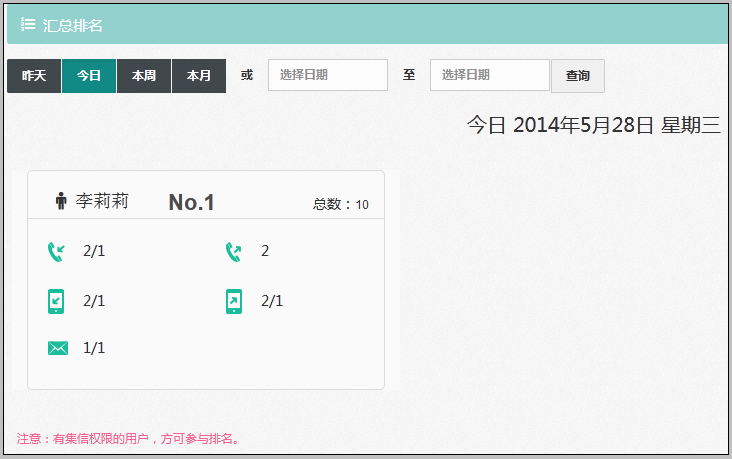 汇总排名
昨天 今日 本周 本月 或 选择日期 至 选择日期 查询
今日 2014年5月28日 星期三
李莉莉 No.1 总数：10
2/1 2
2/1 2/1
1/1
注意：有集信权限的用户，方可参与排名。